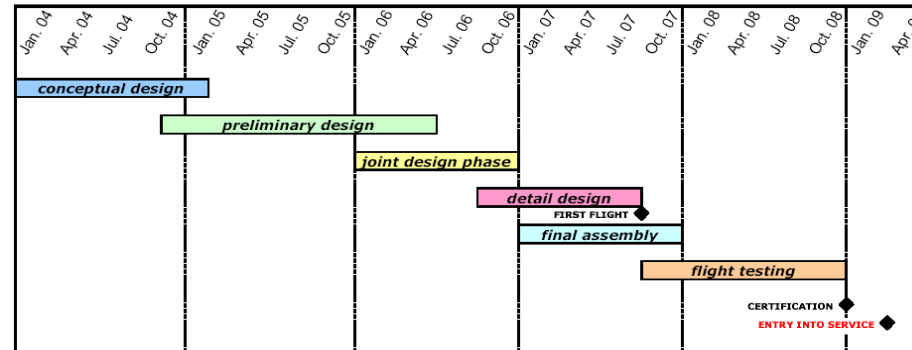 Jan. 04
Apr. 04
Jul. 04
Oct. 04
Jan. 05
Apr. 05
Jul. 05
Oct. 05
Jan. 06
Apr. 06
Jul. 06
Oct. 06
Jan. 07
Apr. 07
Jul. 07
Oct. 07
Jan. 08
Apr. 08
Jul. 08
Oct. 08
Jan. 09
Apr. 0
conceptual design
preliminary design
joint design phase
detail design
FIRST FLIGHT
final assembly
flight testing
CERTIFICATION
ENTRY INTO SERVICE